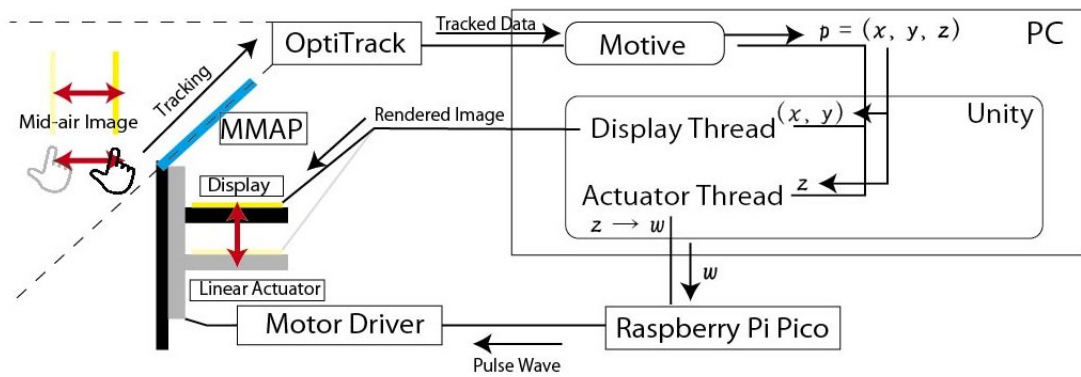 OptiTrack
Tracked Data
Motive
p = (x, y, z)
PC
Tracking
Mid-air Image
MMAP
Rendered Image
Display Thread
(x, y)
Unity
Display
Actuator Thread
z
z → w
Linear Actuator
w
Motor Driver
Raspberry Pi Pico
Pulse Wave